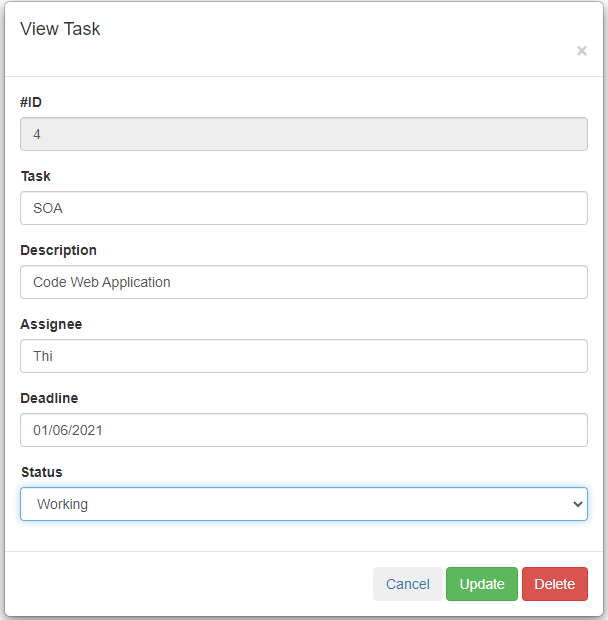 View Task
×
#ID
4
Task
SOA
Description
Code Web Application
Assignee
Thi
Deadline
01/06/2021
Status
Working
Cancel Update Delete